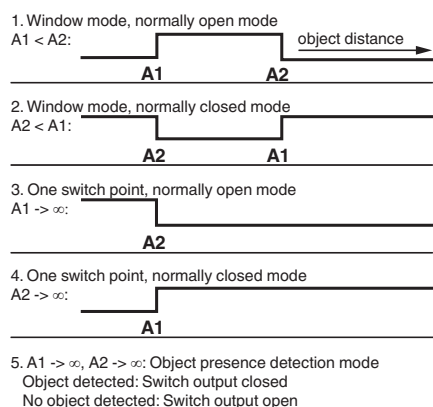 1. Window mode, normally open mode
A1 < A2:
object distance
A1 A2
2. Window mode, normally closed mode
A2 < A1:
A2 A1
3. One switch point, normally open mode
A1 -> ∞:
A2
4. One switch point, normally closed mode
A2 -> ∞:
A1
5. A1 -> ∞, A2 -> ∞: Object presence detection mode
Object detected: Switch output closed
No object detected: Switch output open